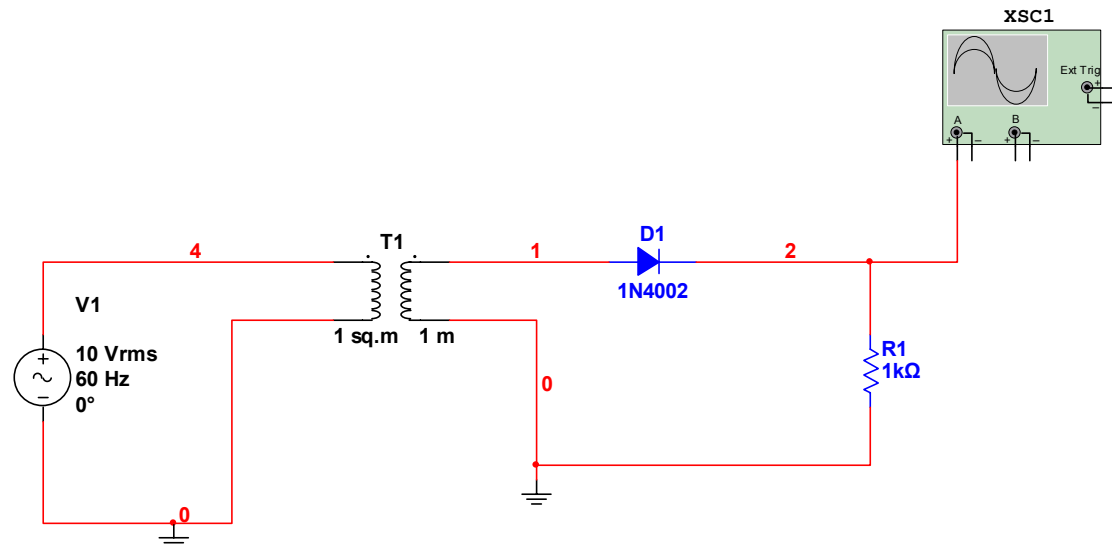 XSC1
Ext Trig
+
−
A
B
+
−
+
−
4
T1
1
D1
2
1N4002
V1
1 sq.m
1 m
+
−
10 Vrms
60 Hz
0°
R1
1kΩ
0
0